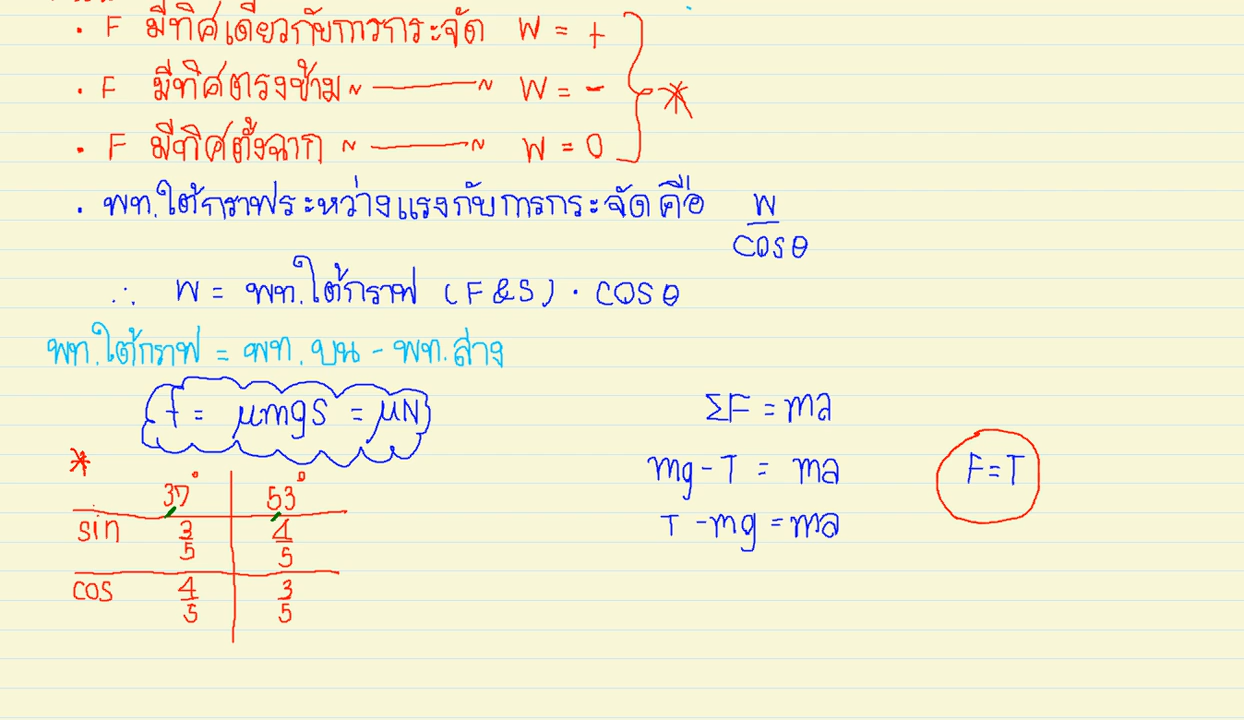 · F มีทิศเดียวกับการกระจัด W = +
· F มีทิศตรงข้าม ~ ——— ~ W = -
* 
· F มีทิศตั้งฉาก ~ ——— ~ W = 0
· พท.ใต้กราฟระหว่างแรงกับการกระจัด คือ W/cosθ
∴ W = พท.ใต้กราฟ (F&S) · cosθ
พท.ใต้กราฟ = พท.บน - พท.ล่าง
f = μmgs = μN
ΣF = ma
mg - T = ma
F = T
T - mg = ma
*
37° 53°
sin 3/5 4/5
cos 4/5 3/5